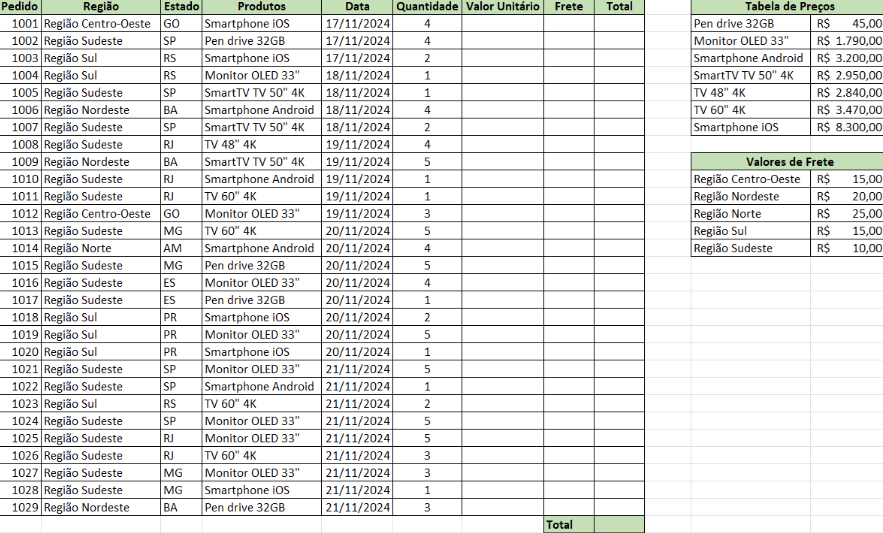 Pedido Região Estado Produtos Data Quantidade Valor Unitário Frete Total Tabela de Preços
1001 Região Centro-Oeste GO Smartphone iOS 17/11/2024 4 Pen drive 32GB R$ 45,00
1002 Região Sudeste SP Pen drive 32GB 17/11/2024 4 Monitor OLED 33" R$ 1.790,00
1003 Região Sul RS Smartphone iOS 17/11/2024 2 Smartphone Android R$ 3.200,00
1004 Região Sul RS Monitor OLED 33" 18/11/2024 1 SmartTV TV 50" 4K R$ 2.950,00
1005 Região Sudeste SP SmartTV TV 50" 4K 18/11/2024 1 TV 48" 4K R$ 2.840,00
1006 Região Nordeste BA Smartphone Android 18/11/2024 4 TV 60" 4K R$ 3.470,00
1007 Região Sudeste SP SmartTV TV 50" 4K 18/11/2024 2 Smartphone iOS R$ 8.300,00
1008 Região Sudeste RJ TV 48" 4K 19/11/2024 4
1009 Região Nordeste BA SmartTV TV 50" 4K 19/11/2024 5 Valores de Frete
1010 Região Sudeste RJ Smartphone Android 19/11/2024 1 Região Centro-Oeste R$ 15,00
1011 Região Sudeste RJ TV 60" 4K 19/11/2024 1 Região Nordeste R$ 20,00
1012 Região Centro-Oeste GO Monitor OLED 33" 19/11/2024 3 Região Norte R$ 25,00
1013 Região Sudeste MG TV 60" 4K 20/11/2024 5 Região Sul R$ 15,00
1014 Região Norte AM Smartphone Android 20/11/2024 4 Região Sudeste R$ 10,00
1015 Região Sudeste MG Pen drive 32GB 20/11/2024 5
1016 Região Sudeste ES Monitor OLED 33" 20/11/2024 4
1017 Região Sudeste ES Pen drive 32GB 20/11/2024 1
1018 Região Sul PR Smartphone iOS 20/11/2024 2
1019 Região Sul PR Monitor OLED 33" 20/11/2024 5
1020 Região Sul PR Smartphone iOS 20/11/2024 1
1021 Região Sudeste SP Monitor OLED 33" 21/11/2024 5
1022 Região Sudeste SP Smartphone Android 21/11/2024 1
1023 Região Sul RS TV 60" 4K 21/11/2024 2
1024 Região Sudeste SP Monitor OLED 33" 21/11/2024 5
1025 Região Sudeste RJ Monitor OLED 33" 21/11/2024 5
1026 Região Sudeste RJ TV 60" 4K 21/11/2024 3
1027 Região Sudeste MG Monitor OLED 33" 21/11/2024 3
1028 Região Sudeste MG Smartphone iOS 21/11/2024 1
1029 Região Nordeste BA Pen drive 32GB 21/11/2024 3
Total